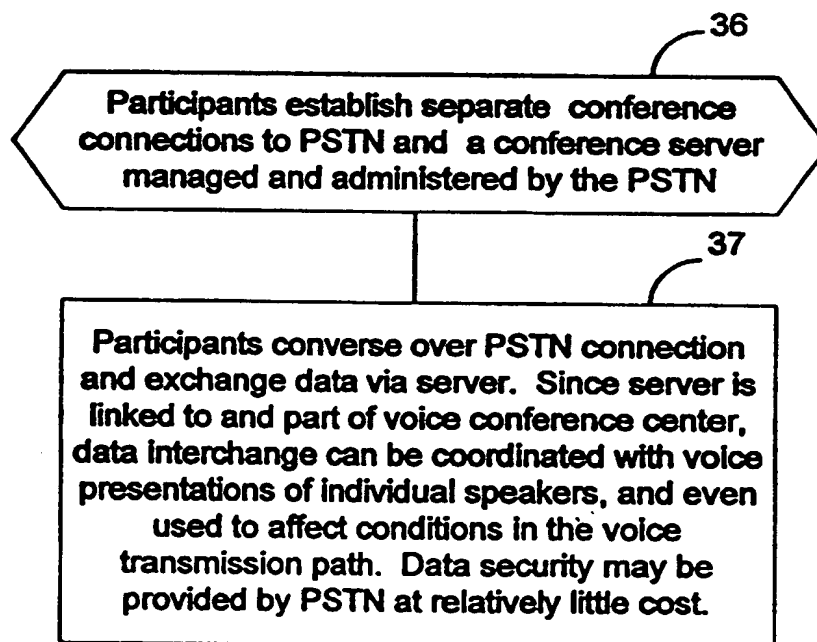 36
Participants establish separate conference
connections to PSTN and a conference server
managed and administered by the PSTN
37
Participants converse over PSTN connection
and exchange data via server. Since server is
linked to and part of voice conference center,
data interchange can be coordinated with voice
presentations of individual speakers, and even
used to affect conditions in the voice
transmission path. Data security may be
provided by PSTN at relatively little cost.